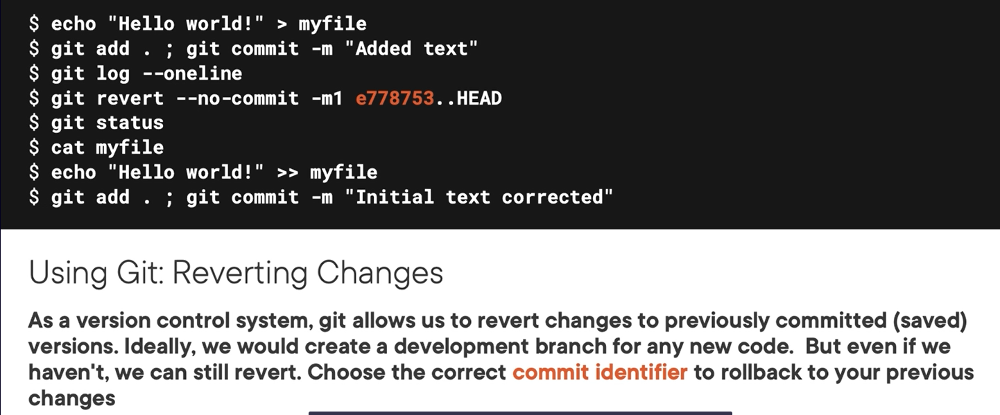 $ echo "Hello world!" > myfile
$ git add . ; git commit -m "Added text"
$ git log --oneline
$ git revert --no-commit -m1 e778753..HEAD
$ git status
$ cat myfile
$ echo "Hello world!" >> myfile
$ git add . ; git commit -m "Initial text corrected"
Using Git: Reverting Changes
As a version control system, git allows us to revert changes to previously committed (saved)
versions. Ideally, we would create a development branch for any new code.  But even if we
haven't, we can still revert. Choose the correct commit identifier to rollback to your previous
changes